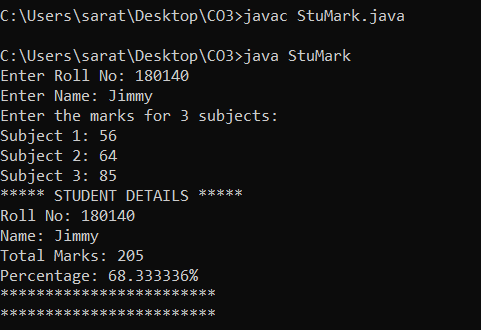 C:\Users\sarat\Desktop\CO3>javac StuMark.java
C:\Users\sarat\Desktop\CO3>java StuMark
Enter Roll No: 180140
Enter Name: Jimmy
Enter the marks for 3 subjects:
Subject 1: 56
Subject 2: 64
Subject 3: 85
***** STUDENT DETAILS *****
Roll No: 180140
Name: Jimmy
Total Marks: 205
Percentage: 68.333336%
************************
************************